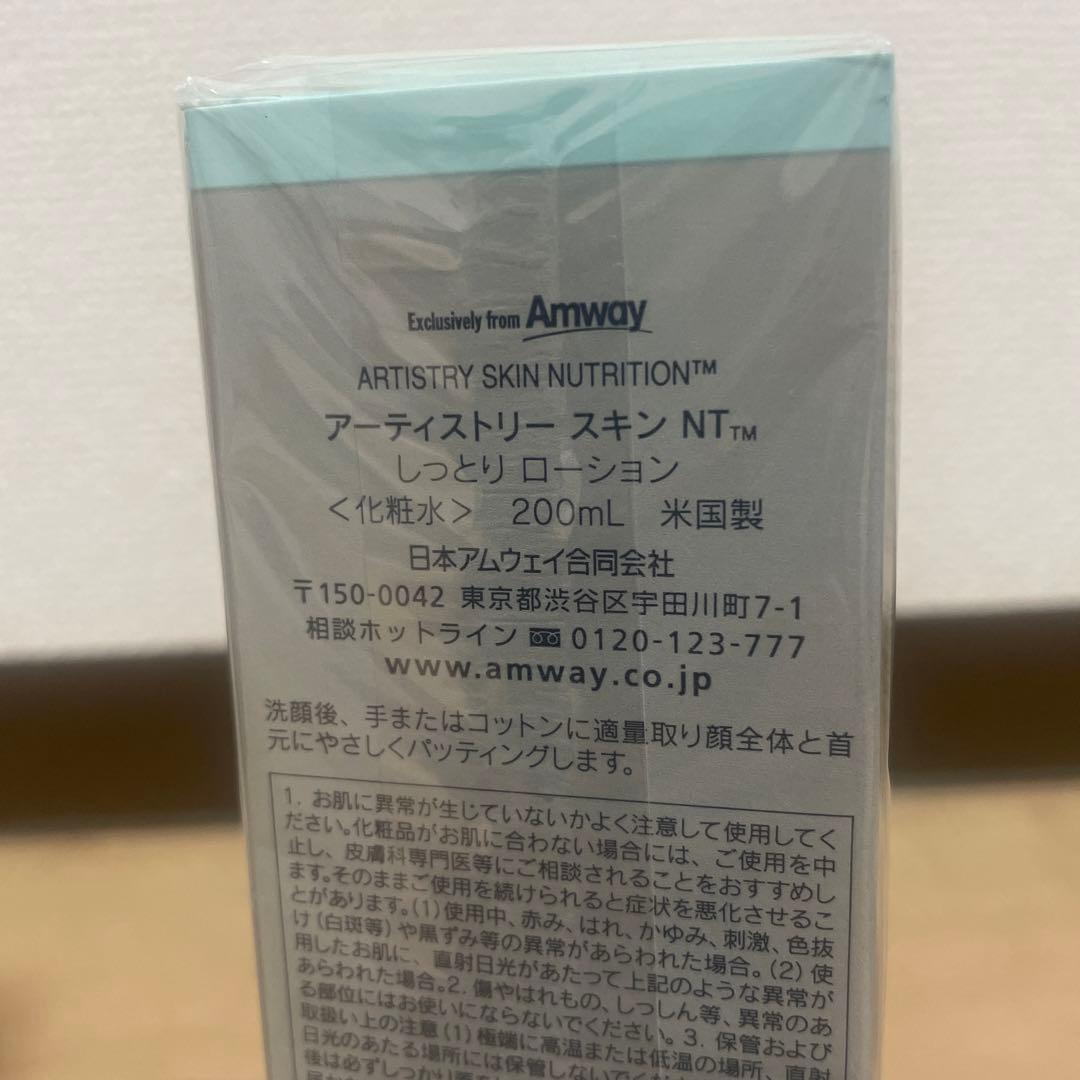 Exclusively from Amway
ARTISTRY SKIN NUTRITION™
アーティストリー スキン NT™
しっとり ローション
＜化粧水＞ 200mL 米国製
日本アムウェイ合同会社
〒150-0042 東京都渋谷区宇田川町7-1
相談ホットライン 0120-123-777
www.amway.co.jp
洗顔後、手またはコットンに適量取り顔全体と首
元にやさしくパッティングします。
1. お肌に異常が生じていないかよく注意して使用してく
ださい。化粧品がお肌に合わない場合には、ご使用を中
止し、皮膚科専門医等にご相談されることをおすすめし
ます。そのままご使用を続けられると症状を悪化させるこ
とがあります。(1)使用中、赤み、はれ、かゆみ、刺激、色抜
け(白斑等)や黒ずみ等の異常があらわれた場合。(2) 使
用したお肌に、直射日光があたって上記のような異常が
あらわれた場合。2. 傷やはれもの、しっしん等、異常のあ
る部位にはお使いにならないでください。3. 保管および
取扱い上の注意(1)極端に高温または低温の場所、直射
日光のあたる場所には保管しないでくだ
後は必ずしっかり蓋を